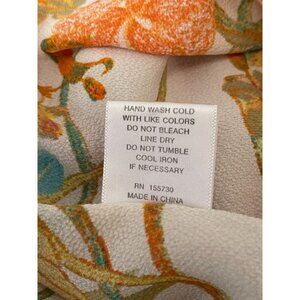 HAND WASH COLD
WITH LIKE COLORS
DO NOT BLEACH
LINE DRY
DO NOT TUMBLE
COOL IRON
IF NECESSARY
RN 155730
MADE IN CHINA